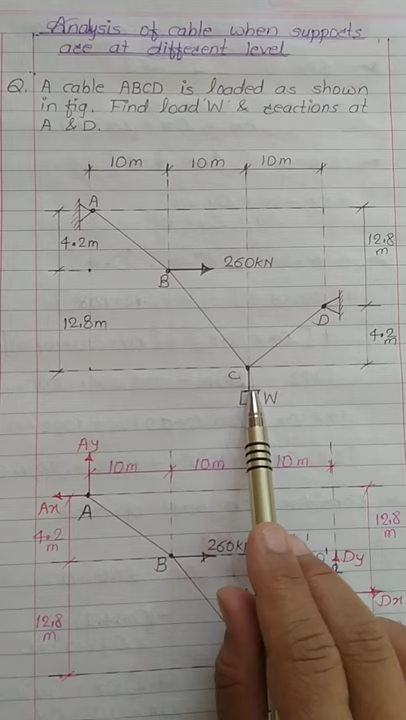 Analysis of cable when supports
are at different level
Q. A cable ABCD is loaded as shown
in fig. Find load W & reactions at
A & D.
10m 10m 10m
A
4.2m
12.8
m
B
260KN
12.8m
D
4.2
m
C
W
Ay
10m 10m 10m
Ax
A
4.2
m
12.8
m
B
260K
Dy
Dx
12.8
m